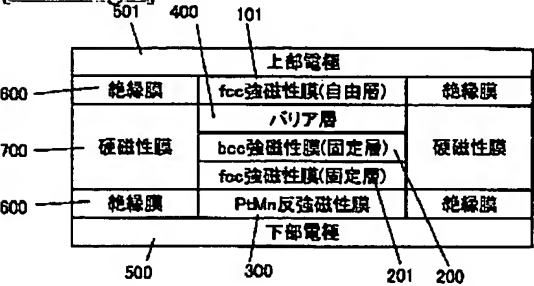 501
400
101
上部電極
600
絶縁膜
fcc強磁性膜(自由層)
絶縁膜
バリア層
700
硬磁性膜
bcc強磁性膜(固定層)
硬磁性膜
fcc強磁性膜(固定層)
600
絶縁膜
PtMn反強磁性膜
絶縁膜
下部電極
500
300
201
200